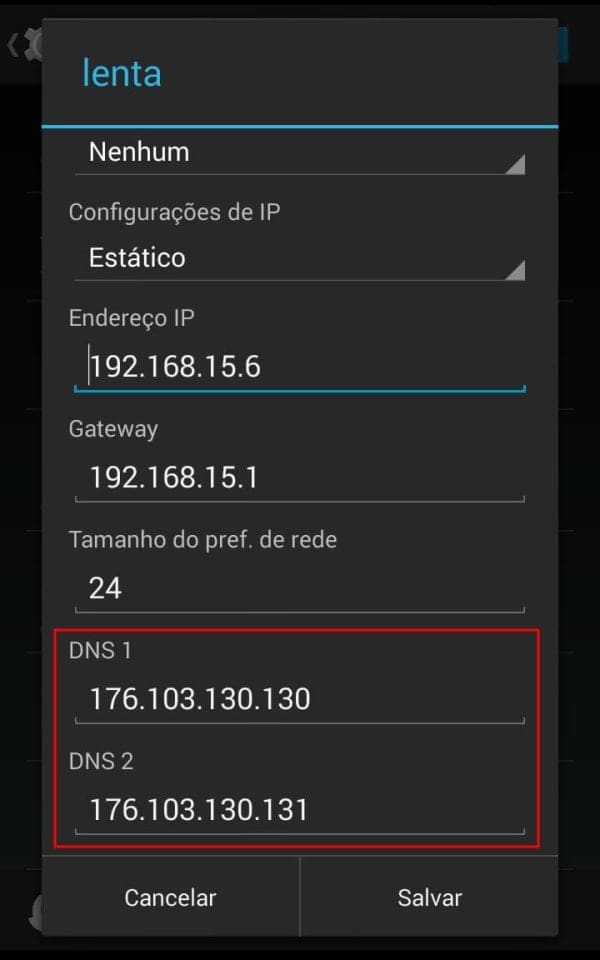 lenta
Nenhum
Configurações de IP
Estático
Endereço IP
192.168.15.6
Gateway
192.168.15.1
Tamanho do pref. de rede
24
DNS 1
176.103.130.130
DNS 2
176.103.130.131
Cancelar
Salvar